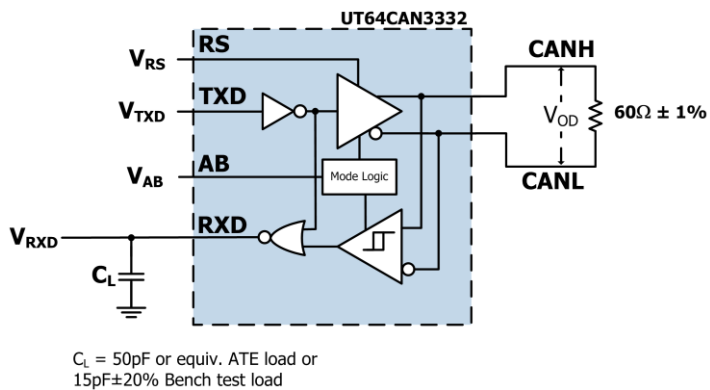 UT64CAN3332
RS
V_RS
CANH
TXD
V_TXD
V_OD
60Ω ± 1%
AB
V_AB
Mode Logic
CANL
RXD
V_RXD
C_L
C_L = 50pF or equiv. ATE load or
15pF±20% Bench test load